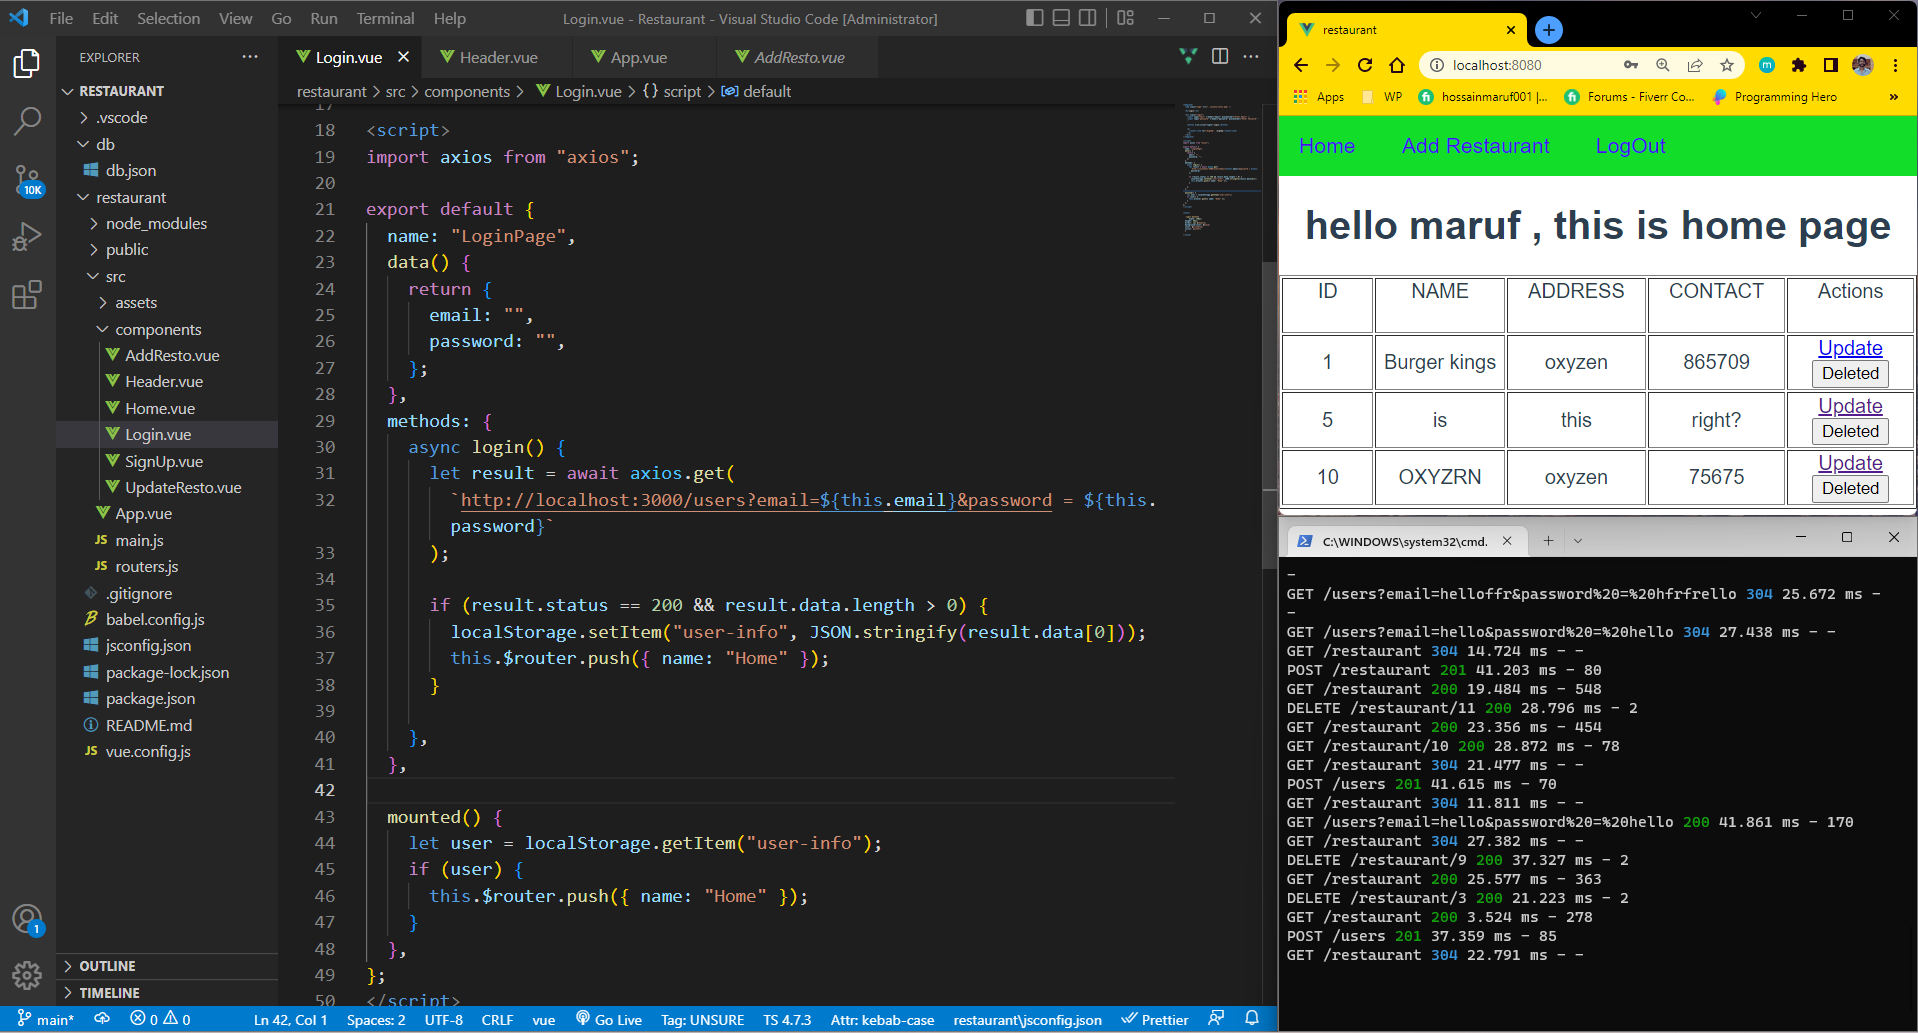 File Edit Selection View Go Run Terminal Help
Login.vue - Restaurant - Visual Studio Code [Administrator]
EXPLORER
RESTAURANT
.vscode
db
db.json
restaurant
node_modules
public
src
assets
components
AddResto.vue
Header.vue
Home.vue
Login.vue
SignUp.vue
UpdateResto.vue
App.vue
JS main.js
JS routers.js
.gitignore
babel.config.js
jsconfig.json
package-lock.json
package.json
README.md
JS vue.config.js
OUTLINE
TIMELINE
10K
1
Login.vue Header.vue App.vue AddResto.vue
restaurant > src > components > Login.vue > {} script > default
17
18 <script>
19 import axios from "axios";
20
21 export default {
22 name: "LoginPage",
23 data() {
24 return {
25 email: "",
26 password: "",
27 };
28 },
29 methods: {
30 async login() {
31 let result = await axios.get(
32 `http://localhost:3000/users?email=${this.email}&password = ${this.
password}`
33 );
34
35 if (result.status == 200 && result.data.length > 0) {
36 localStorage.setItem("user-info", JSON.stringify(result.data[0]));
37 this.$router.push({ name: "Home" });
38 }
39
40 },
41 },
42
43 mounted() {
44 let user = localStorage.getItem("user-info");
45 if (user) {
46 this.$router.push({ name: "Home" });
47 }
48 },
49 };
50 </script>
main* 0 0 Ln 42, Col 1 Spaces: 2 UTF-8 CRLF vue Go Live Tag: UNSURE TS 4.7.3 Attr: kebab-case restaurant\jsconfig.json Prettier
restaurant
localhost:8080
m
Apps WP hossainmaruf001 |... Forums - Fiverr Co... Programming Hero »
Home Add Restaurant LogOut
hello maruf , this is home page
ID NAME ADDRESS CONTACT Actions
1 Burger kings oxyzen 865709 Update Deleted
5 is this right? Update Deleted
10 OXYZRN oxyzen 75675 Update Deleted
C:\WINDOWS\system32\cmd.
-
GET /users?email=helloffr&password%20=%20hfrfrello 304 25.672 ms -
-
GET /users?email=hello&password%20=%20hello 304 27.438 ms - -
GET /restaurant 304 14.724 ms - -
POST /restaurant 201 41.203 ms - 80
GET /restaurant 200 19.484 ms - 548
DELETE /restaurant/11 200 28.796 ms - 2
GET /restaurant 200 23.356 ms - 454
GET /restaurant/10 200 28.872 ms - 78
GET /restaurant 304 21.477 ms - -
POST /users 201 41.615 ms - 70
GET /restaurant 304 11.811 ms - -
GET /users?email=hello&password%20=%20hello 200 41.861 ms - 170
GET /restaurant 304 27.382 ms - -
DELETE /restaurant/9 200 37.327 ms - 2
GET /restaurant 200 25.577 ms - 363
DELETE /restaurant/3 200 21.223 ms - 2
GET /restaurant 200 3.524 ms - 278
POST /users 201 37.359 ms - 85
GET /restaurant 304 22.791 ms - -